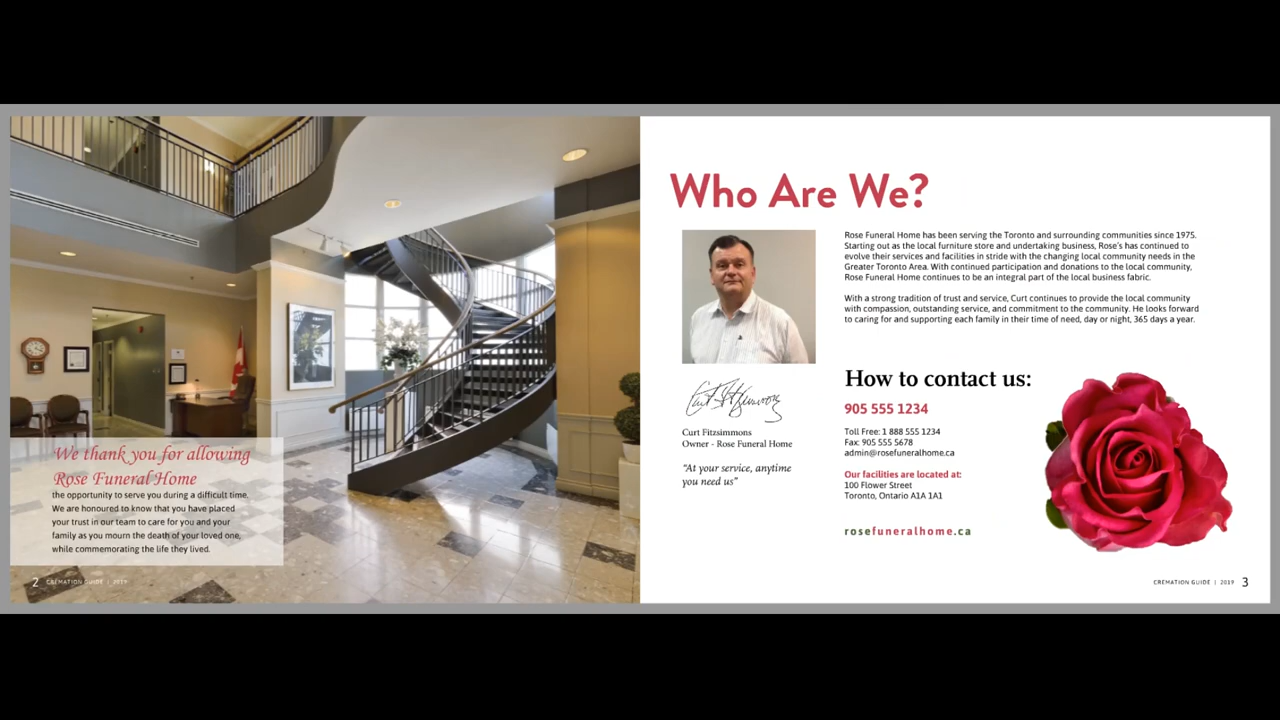 We thank you for allowing
Rose Funeral Home
the opportunity to serve you during a difficult time.
We are honoured to know that you have placed
your trust in our team to care for you and your
family as you mourn the death of your loved one,
while commemorating the life they lived.
2 CREMATION GUIDE | 2019
Who Are We?
Rose Funeral Home has been serving the Toronto and surrounding communities since 1975.
Starting out as the local furniture store and undertaking business, Rose's has continued to
evolve their services and facilities in stride with the changing local community needs in the
Greater Toronto Area. With continued participation and donations to the local community,
Rose Funeral Home continues to be an integral part of the local business fabric.
With a strong tradition of trust and service, Curt continues to provide the local community
with compassion, outstanding service, and commitment to the community. He looks forward
to caring for and supporting each family in their time of need, day or night, 365 days a year.
Curt Fitzsimmons
Curt Fitzsimmons
Owner - Rose Funeral Home
"At your service, anytime
you need us"
How to contact us:
905 555 1234
Toll Free: 1 888 555 1234
Fax: 905 555 5678
admin@rosefuneralhome.ca
Our facilities are located at:
100 Flower Street
Toronto, Ontario A1A 1A1
rosefuneralhome.ca
CREMATION GUIDE | 2019 3